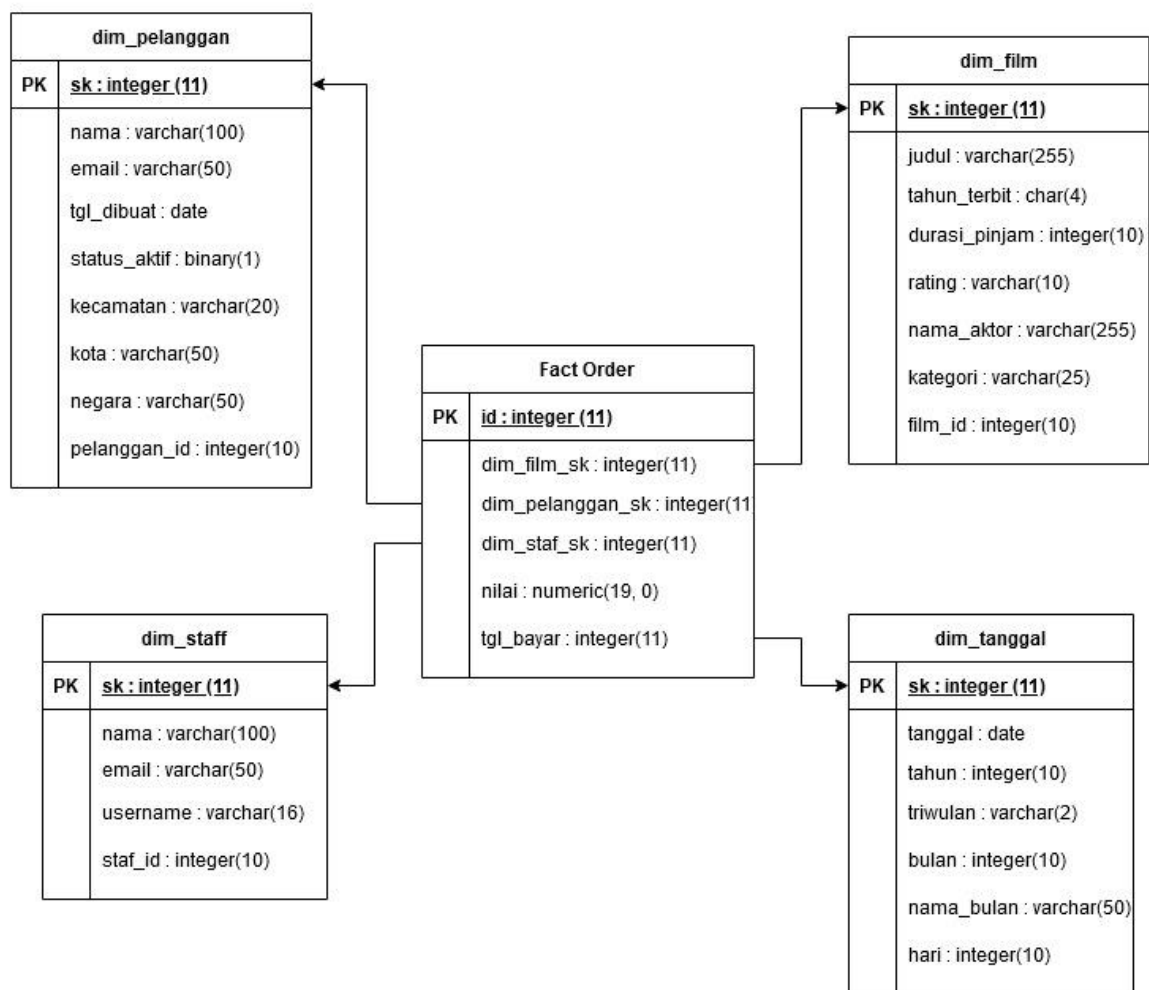 dim_pelanggan
PK sk : integer (11)
nama : varchar(100)
email : varchar(50)
tgl_dibuat : date
status_aktif : binary(1)
kecamatan : varchar(20)
kota : varchar(50)
negara : varchar(50)
pelanggan_id : integer(10)
dim_film
PK sk : integer (11)
judul : varchar(255)
tahun_terbit : char(4)
durasi_pinjam : integer(10)
rating : varchar(10)
nama_aktor : varchar(255)
kategori : varchar(25)
film_id : integer(10)
Fact Order
PK id : integer (11)
dim_film_sk : integer(11)
dim_pelanggan_sk : integer(11)
dim_staf_sk : integer(11)
nilai : numeric(19, 0)
tgl_bayar : integer(11)
dim_staff
PK sk : integer (11)
nama : varchar(100)
email : varchar(50)
username : varchar(16)
staf_id : integer(10)
dim_tanggal
PK sk : integer (11)
tanggal : date
tahun : integer(10)
triwulan : varchar(2)
bulan : integer(10)
nama_bulan : varchar(50)
hari : integer(10)